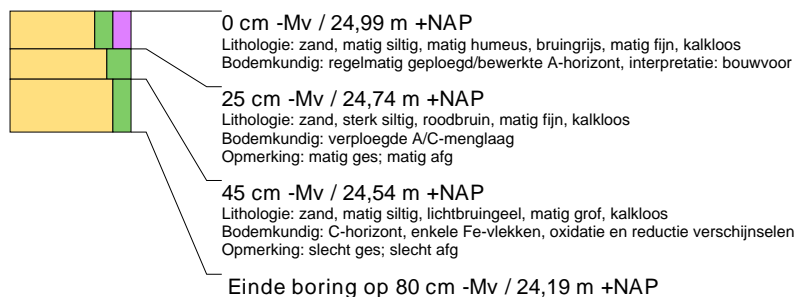 0 cm -Mv / 24,99 m +NAP
Lithologie: zand, matig siltig, matig humeus, bruingrijs, matig fijn, kalkloos
Bodemkundig: regelmatig geploegd/bewerkte A-horizont, interpretatie: bouwvoor
25 cm -Mv / 24,74 m +NAP
Lithologie: zand, sterk siltig, roodbruin, matig fijn, kalkloos
Bodemkundig: verploegde A/C-menglaag
Opmerking: matig ges; matig afg
45 cm -Mv / 24,54 m +NAP
Lithologie: zand, matig siltig, lichtbruingeel, matig grof, kalkloos
Bodemkundig: C-horizont, enkele Fe-vlekken, oxidatie en reductie verschijnselen
Opmerking: slecht ges; slecht afg
Einde boring op 80 cm -Mv / 24,19 m +NAP